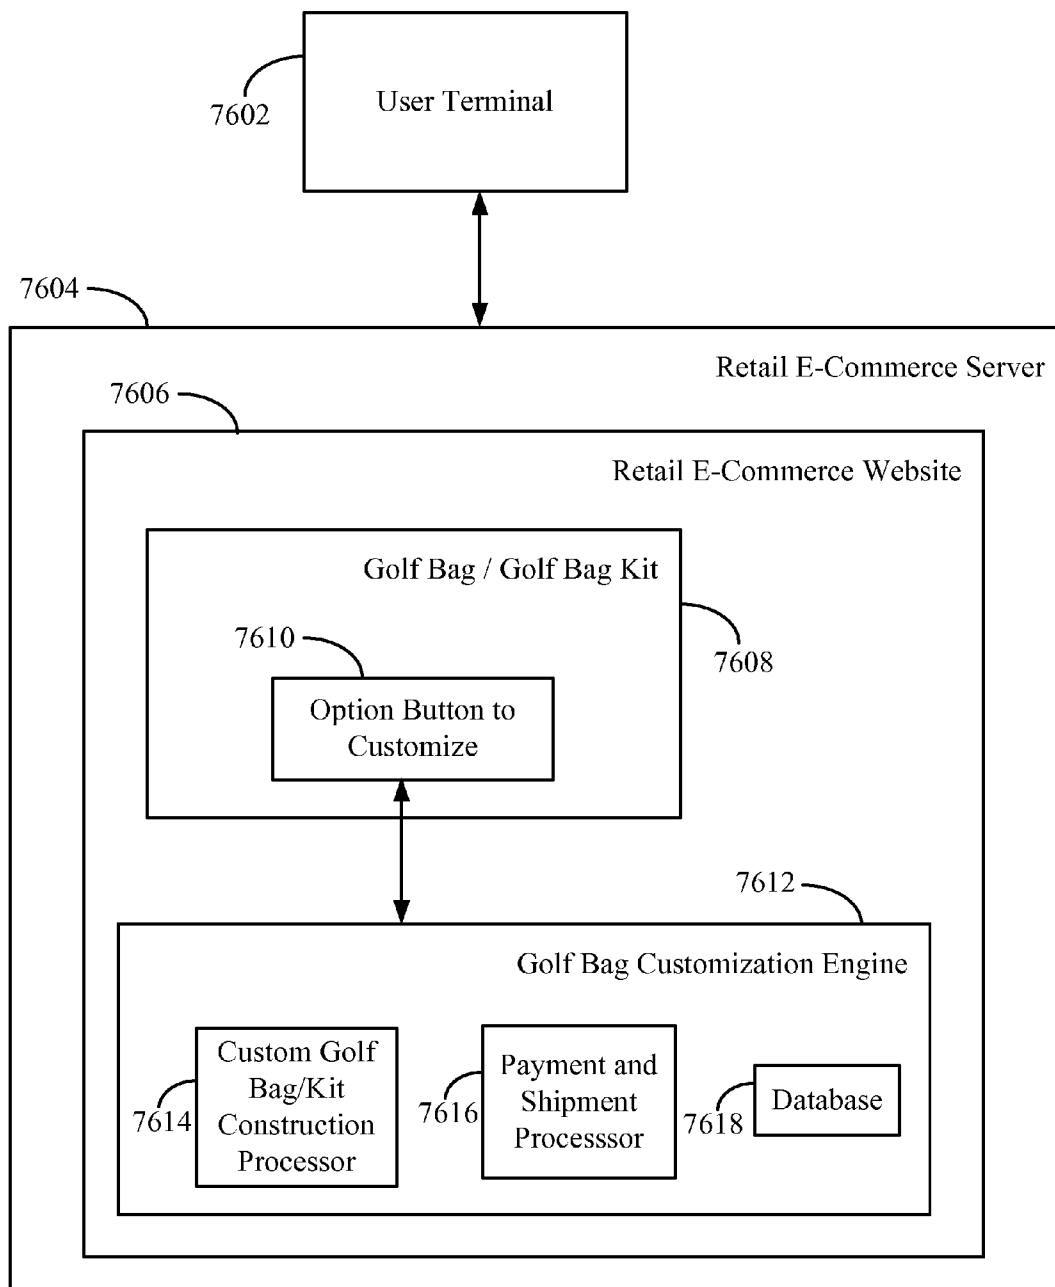 User Terminal
7602
7604
Retail E-Commerce Server
7606
Retail E-Commerce Website
Golf Bag / Golf Bag Kit
7608
7610
Option Button to
Customize
7612
Golf Bag Customization Engine
Custom Golf
Bag/Kit
Construction
Processor
7614
Payment and
Shipment
Processsor
7616
Database
7618